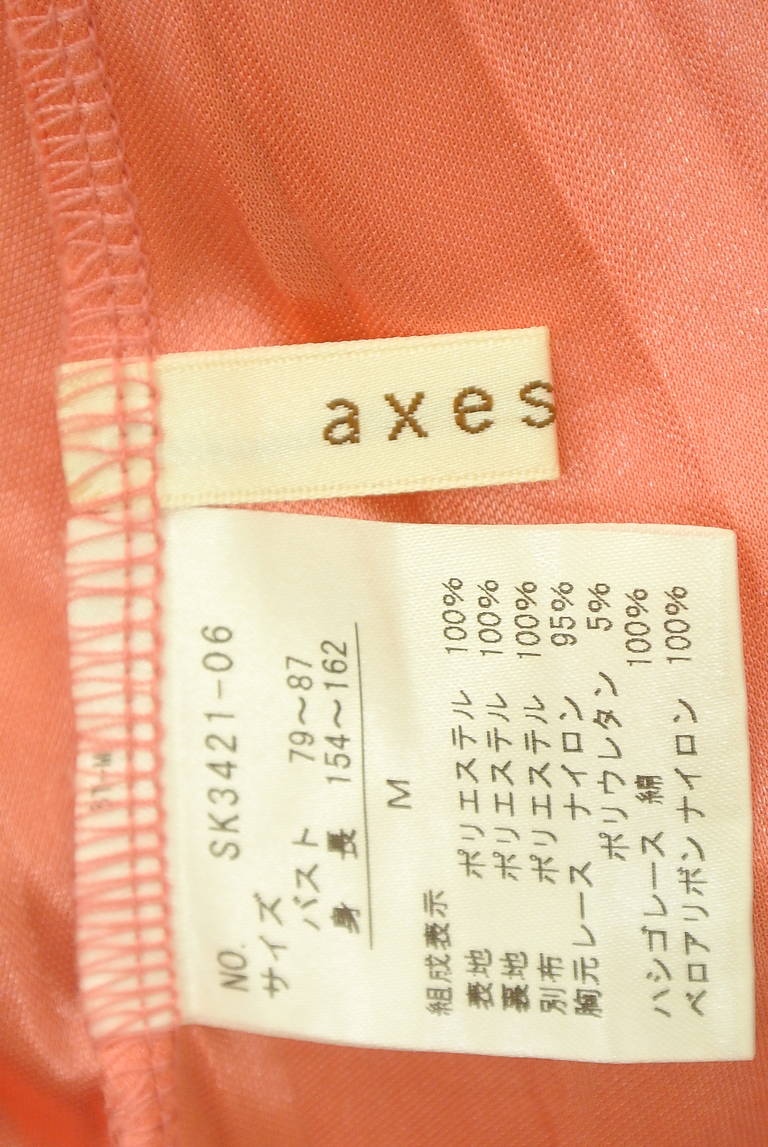 axes
NO. SK3421-06
サイズ
バスト 79～87
身 長 154～162
M
組成表示
表地 ポリエステル 100%
裏地 ポリエステル 100%
別布 ポリエステル 100%
胸元レース ナイロン 95%
ポリウレタン 5%
ハシゴレース 綿 100%
ベロアリボン ナイロン 100%